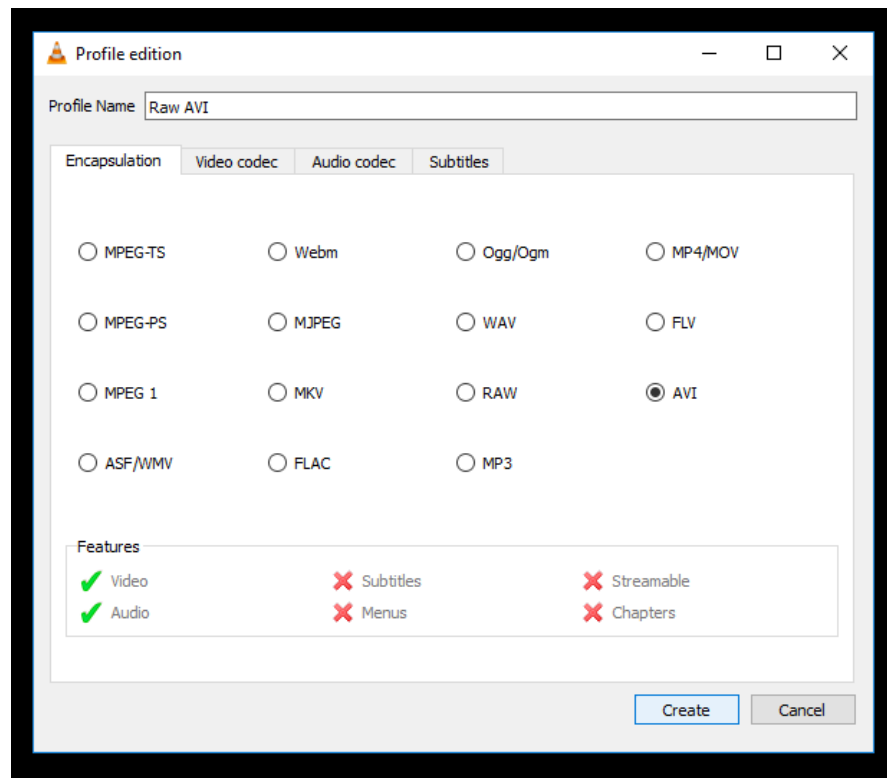 Profile edition
Profile Name Raw AVI
Encapsulation Video codec Audio codec Subtitles
MPEG-TS Webm Ogg/Ogm MP4/MOV
MPEG-PS MJPEG WAV FLV
MPEG 1 MKV RAW AVI
ASF/WMV FLAC MP3
Features
Video Subtitles Streamable
Audio Menus Chapters
Create Cancel